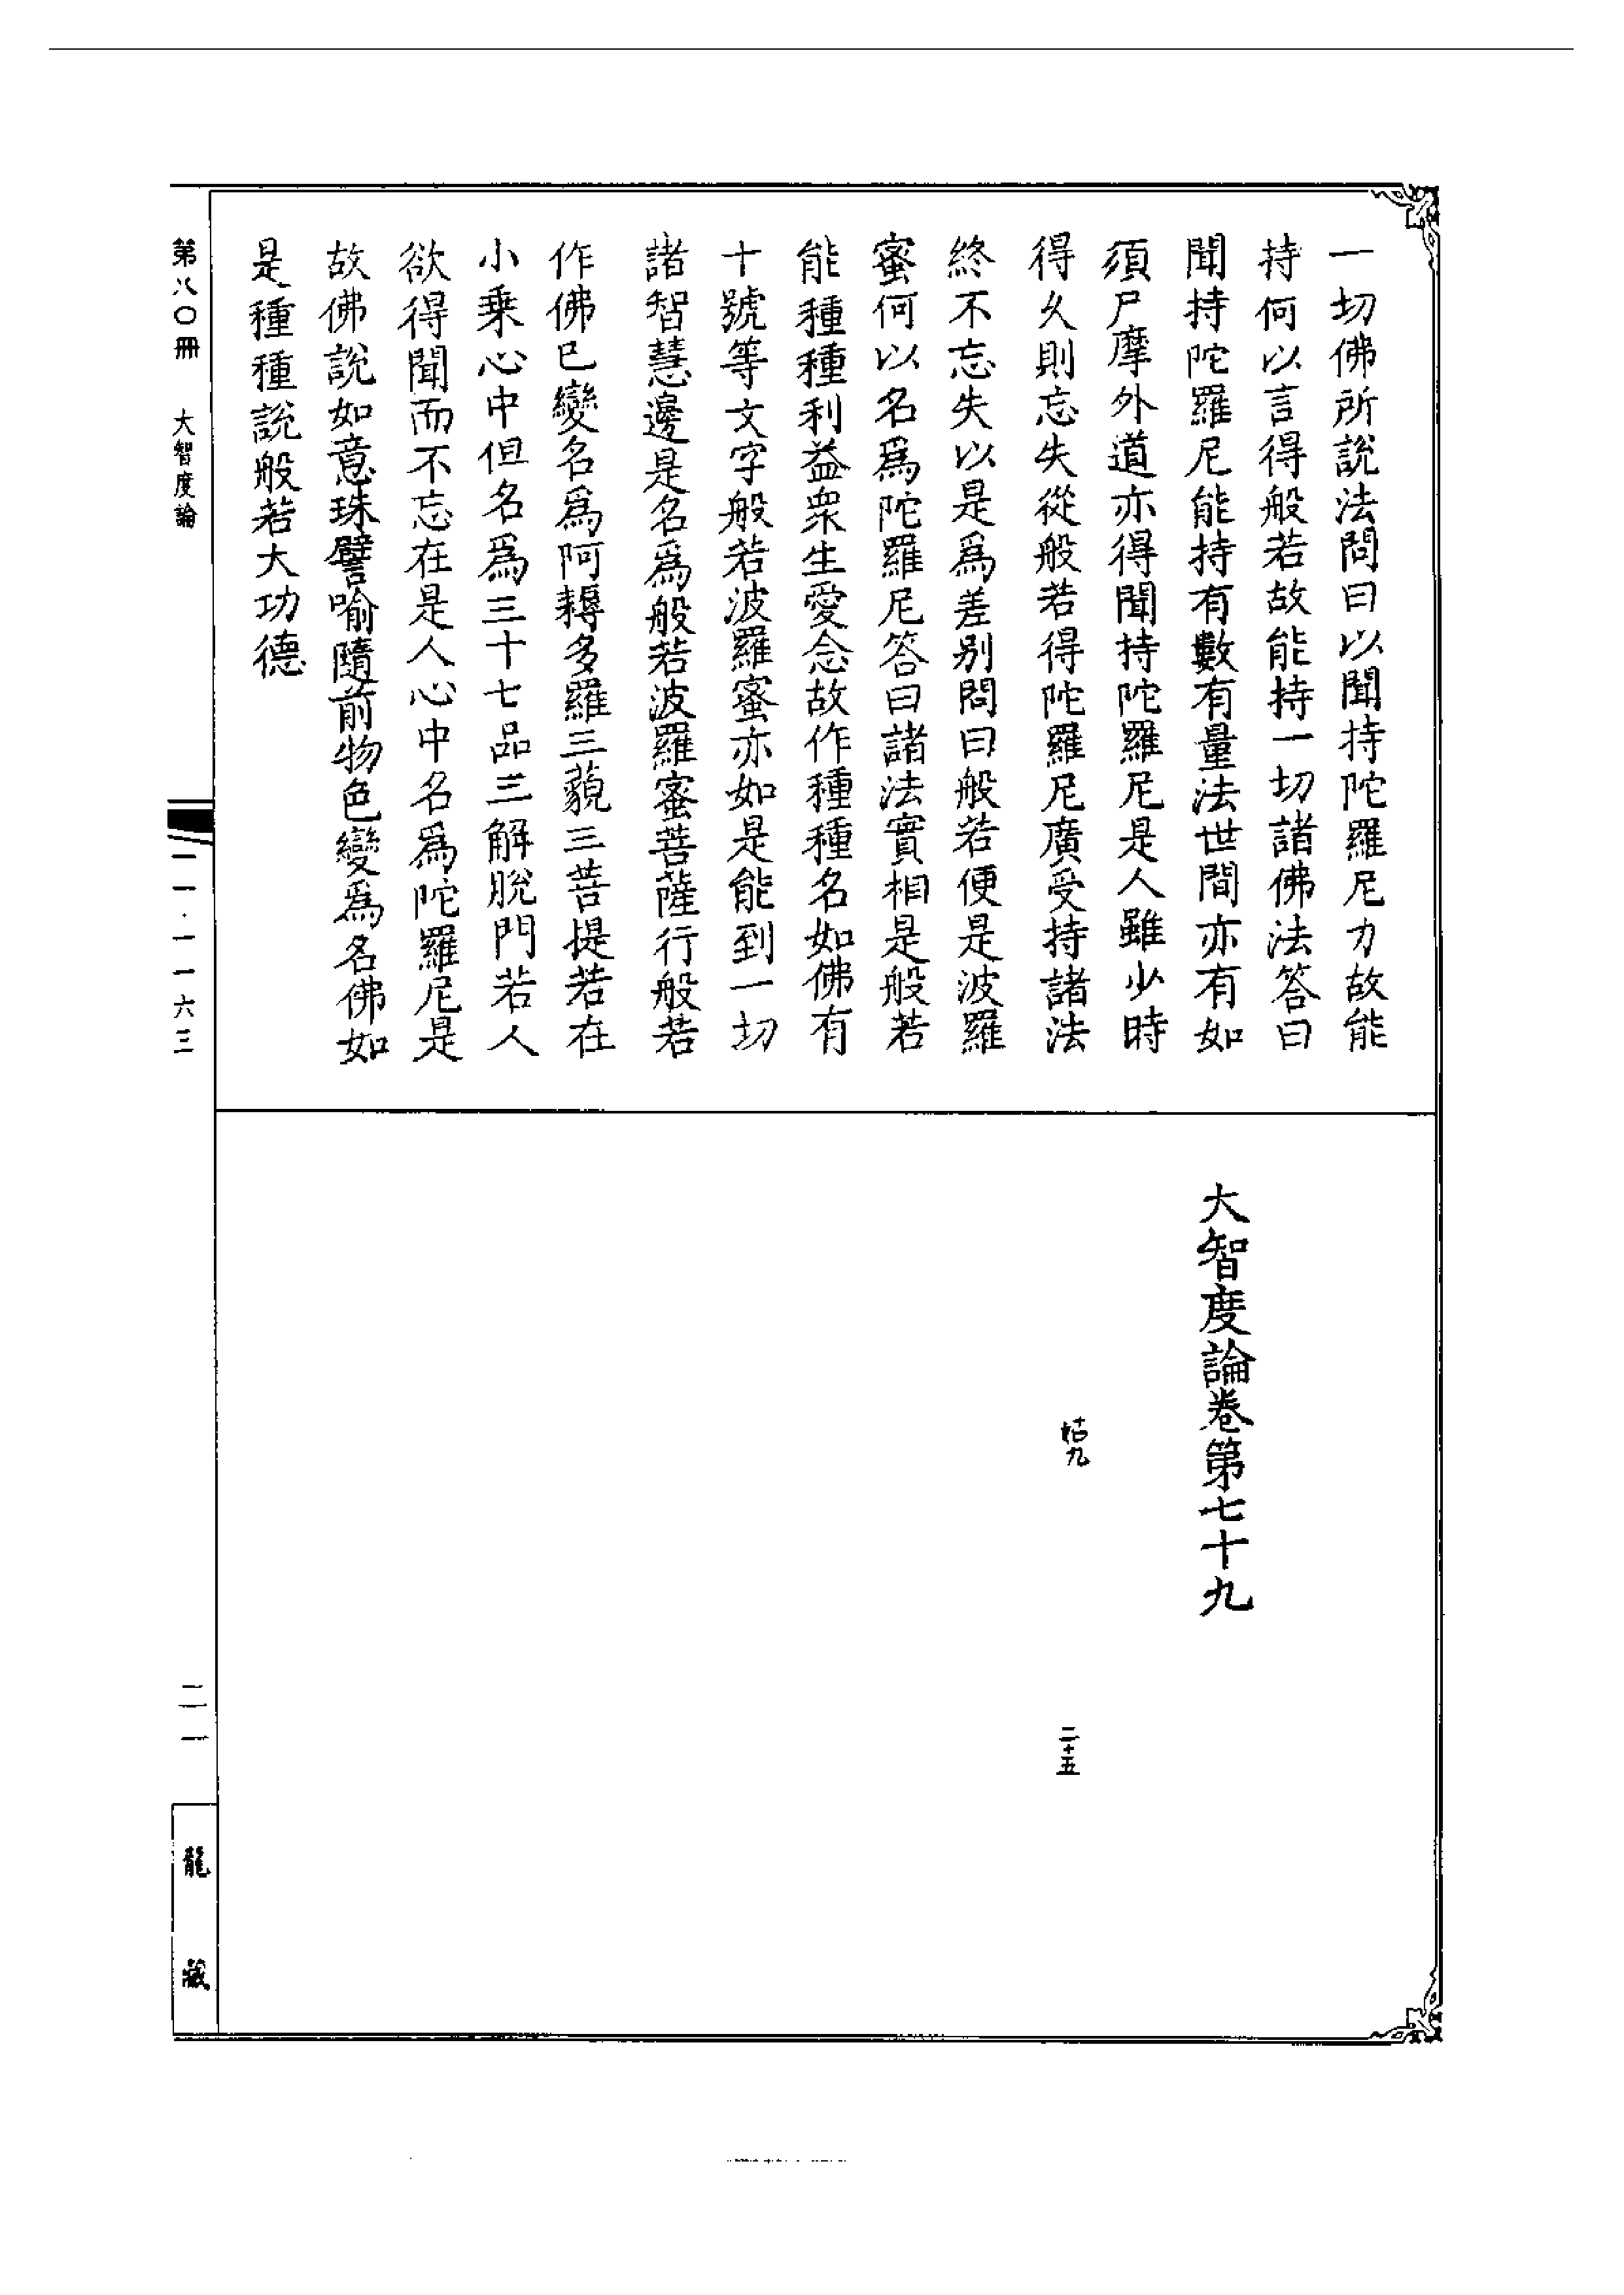 一切佛所說法問曰以聞持陀羅尼力故能
持何以言得般若故能持一切諸佛法答曰
聞持陀羅尼能持有數有量法世間亦有如
須尸摩外道亦得聞持陀羅尼是人雖少時
得久則忘失從般若得陀羅尼廣受持諸法
終不忘失以是爲差别問曰般若便是波羅
蜜何以名爲陀羅尼答曰諸法實相是般若
能種種利益衆生愛念故作種種名如佛有
十號等文字般若波羅蜜亦如是能到一切
諸智慧邊是名爲般若波羅蜜菩薩行般若
作佛已變名爲阿耨多羅三藐三菩提若在
小乗心中但名爲三十七品三解脫門若人
欲得聞而不忘在是人心中名爲陀羅尼是
故佛說如意珠譬喻隨前物色變爲名佛如
是種種說般若大功德
大智度論卷第七十九
九
二十五
第八〇冊 大智度論
一一·一一六三
二一
龍藏